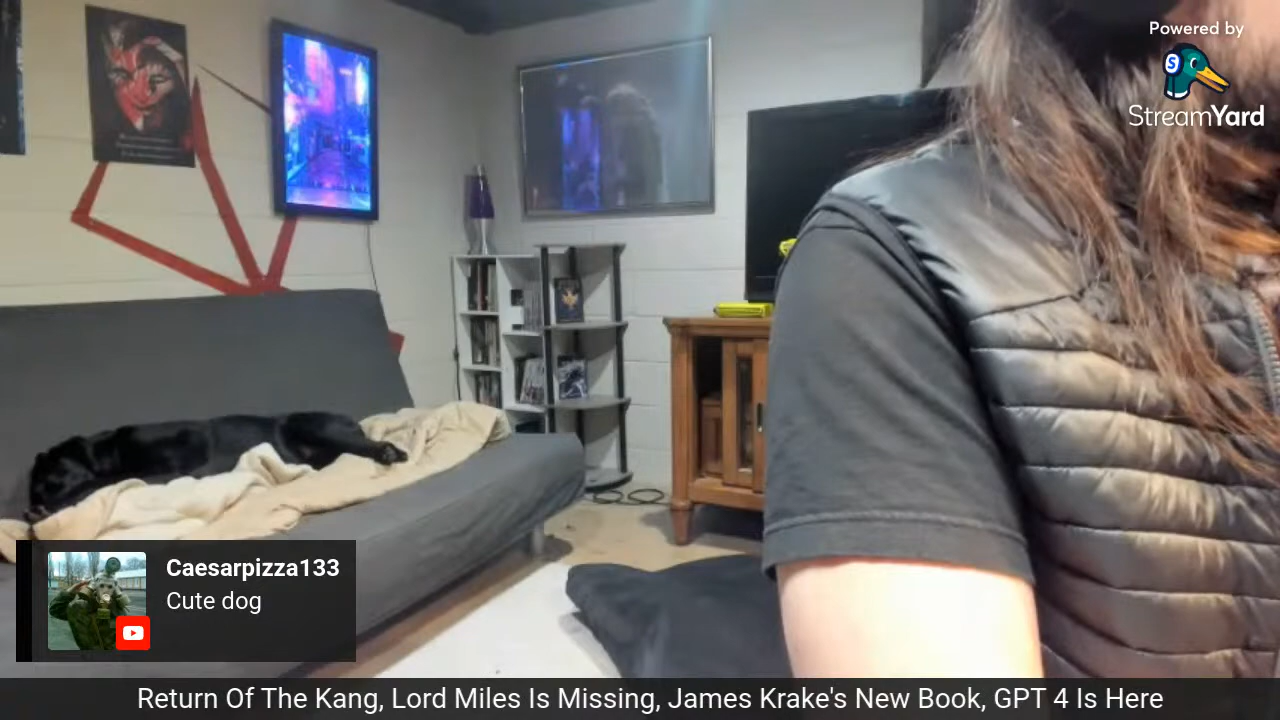 Powered by
StreamYard
Caesarpizza133
Cute dog
Return Of The Kang, Lord Miles Is Missing, James Krake's New Book, GPT 4 Is Here